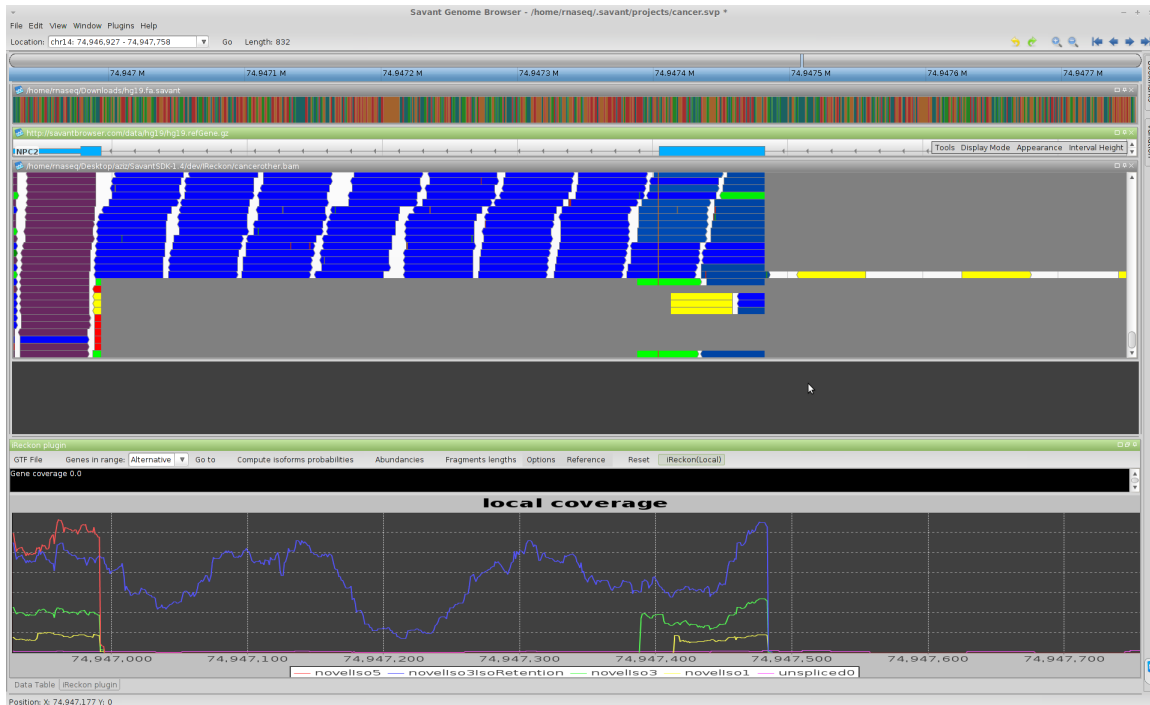 Savant Genome Browser - /home/rnaseq/.savant/projects/cancer.svp *
File Edit View Window Plugins Help
Location: chr14: 74,946,927 - 74,947,758 Go Length: 832
74.947 M 74.9471 M 74.9472 M 74.9473 M 74.9474 M 74.9475 M 74.9476 M 74.9477 M
/home/rnaseq/Downloads/hg19.fa.savant
http://savantbrowser.com/data/hg19/hg19.refGene.gz
NPC2 Tools Display Mode Appearance Interval Height
/home/rnaseq/Desktop/aziz/SavantSDK-1.4/dev/IReckon/cancerother.bam
iReckon plugin
GTF File Genes in range: Alternative Go to Compute isoforms probabilities Abundancies Fragments lengths Options Reference Reset iReckon(Local)
Gene coverage 0.0
local coverage
74,947,000 74,947,100 74,947,200 74,947,300 74,947,400 74,947,500 74,947,600 74,947,700
novelIso5 novelIso3IsoRetention novelIso3 novelIso1 unspliced0
Data Table iReckon plugin
Position: X: 74,947,177 Y: 0